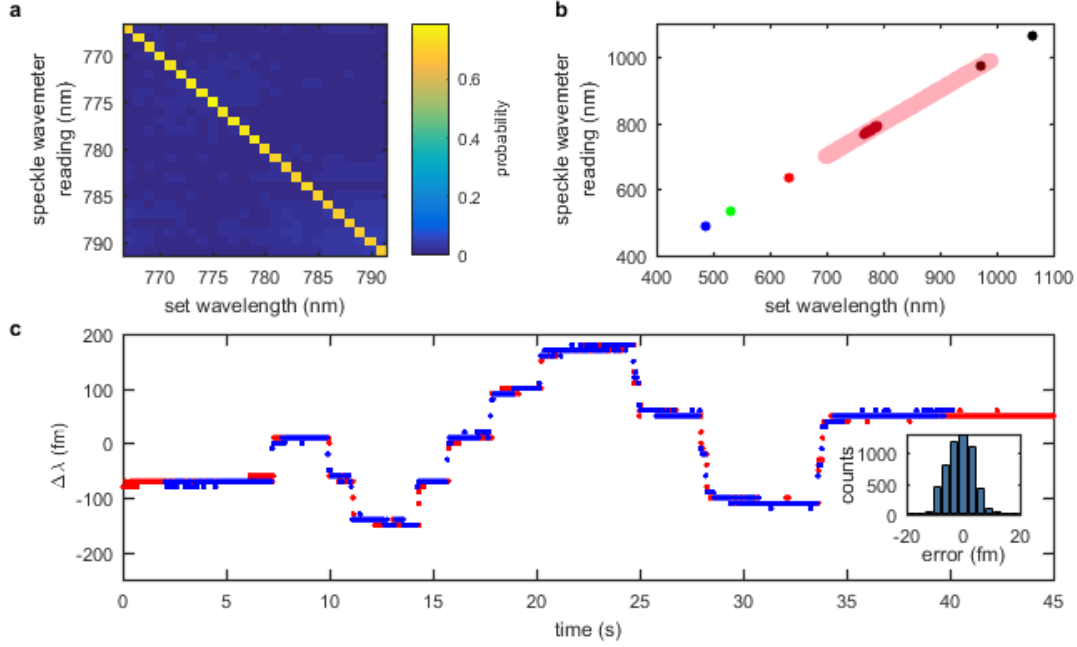 a
speckle wavemeter
reading (nm)
770
775
780
785
790
770 775 780 785 790
set wavelength (nm)
0.6
0.4
0.2
0
probability
b
speckle wavemeter
reading (nm)
1000
800
600
400
400 500 600 700 800 900 1000 1100
set wavelength (nm)
c
Δ λ (fm)
200
100
0
-100
-200
0 5 10 15 20 25 30 35 40 45
time (s)
counts
1000
500
0
-20 0 20
error (fm)